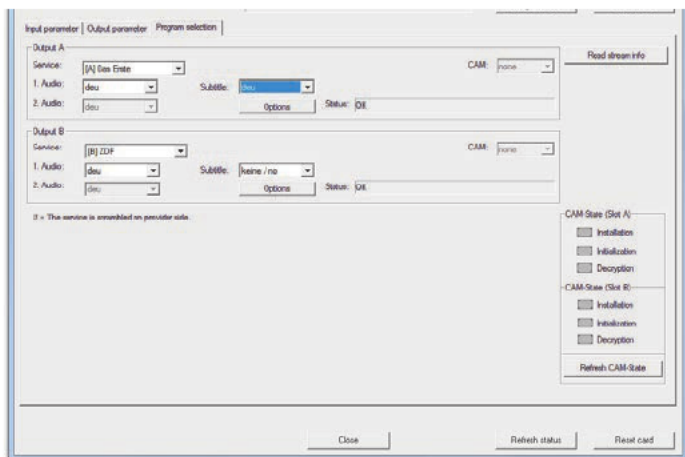 Input parameter Output parameter Program selection
Output A
Service: [A] Das Erste CAM: none
1. Audio: deu Subtitle: deu
2. Audio: deu Options Status: OK
Read stream info
Output B
Service: [B] ZDF CAM: none
1. Audio: deu Subtitle: keine / no
2. Audio: deu Options Status: OK
= The service is scrambled on provider side.
CAM-State (Slot A)
Installation
Initialization
Decryption
CAM-State (Slot B)
Installation
Initialization
Decryption
Refresh CAM-State
Close Refresh status Reset card